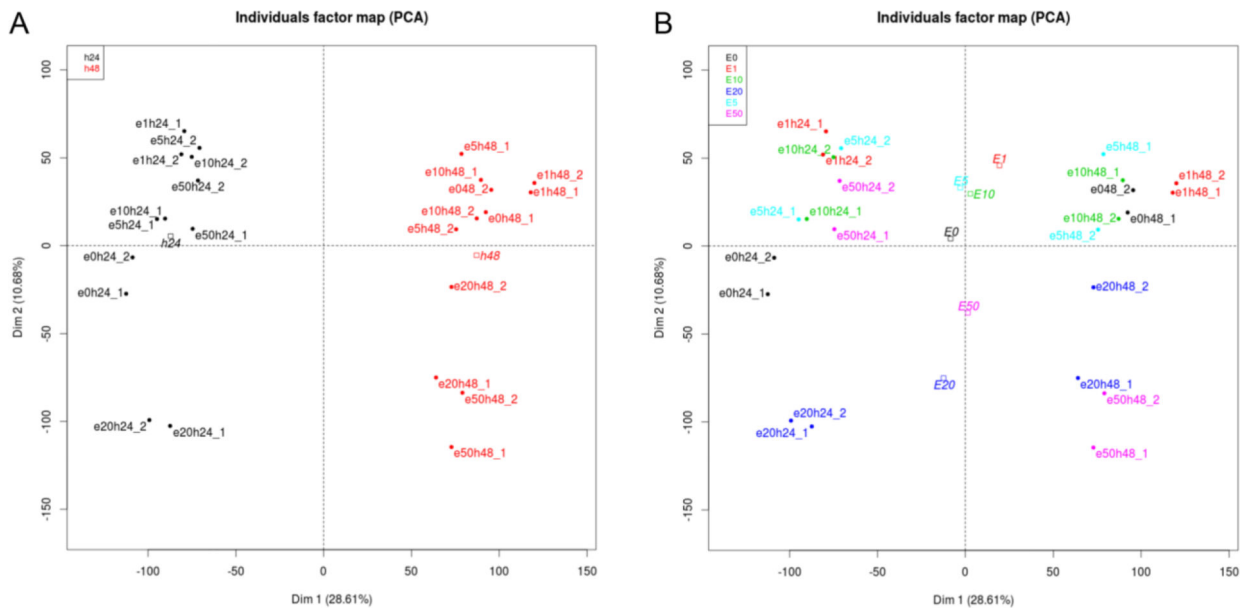 A
Individuals factor map (PCA)
h24
h48
100
50
0
-50
-100
-150
Dim 2 (10.68%)
e1h24_1
e5h24_2
e1h24_2
e10h24_2
e50h24_2
e10h24_1
e5h24_1
h24
e50h24_1
e0h24_2
e0h24_1
e20h24_2
e20h24_1
e5h48_1
e10h48_1
e048_2
e1h48_2
e1h48_1
e10h48_2
e0h48_1
e5h48_2
h48
e20h48_2
e20h48_1
e50h48_2
e50h48_1
-100
-50
0
50
100
150
Dim 1 (28.61%)
B
Individuals factor map (PCA)
E0
E1
E10
E20
E5
E50
100
50
0
-50
-100
-150
Dim 2 (10.68%)
e1h24_1
e5h24_2
e10h24_2
e1h24_2
e50h24_2
e5h24_1
e10h24_1
e50h24_1
e0h24_2
e0h24_1
e20h24_2
e20h24_1
E1
E5
E10
E0
E50
E20
e5h48_1
e10h48_1
e048_2
e1h48_2
e1h48_1
e10h48_2
e0h48_1
e5h48_2
e20h48_2
e20h48_1
e50h48_2
e50h48_1
-100
-50
0
50
100
150
Dim 1 (28.61%)